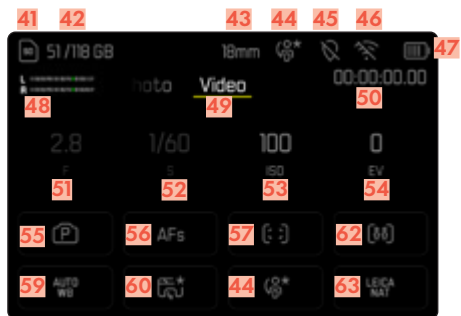 41 42 43 44 45 46
51 /118 GB 18mm 47
L
R Photo Video 00:00:00.00
48 49 50
2.8 1/60 100 0
F S ISO EV
51 52 53 54
55 P 56 AFs 57 62
59 AUTO WB 60 44 63 LEICA NAT